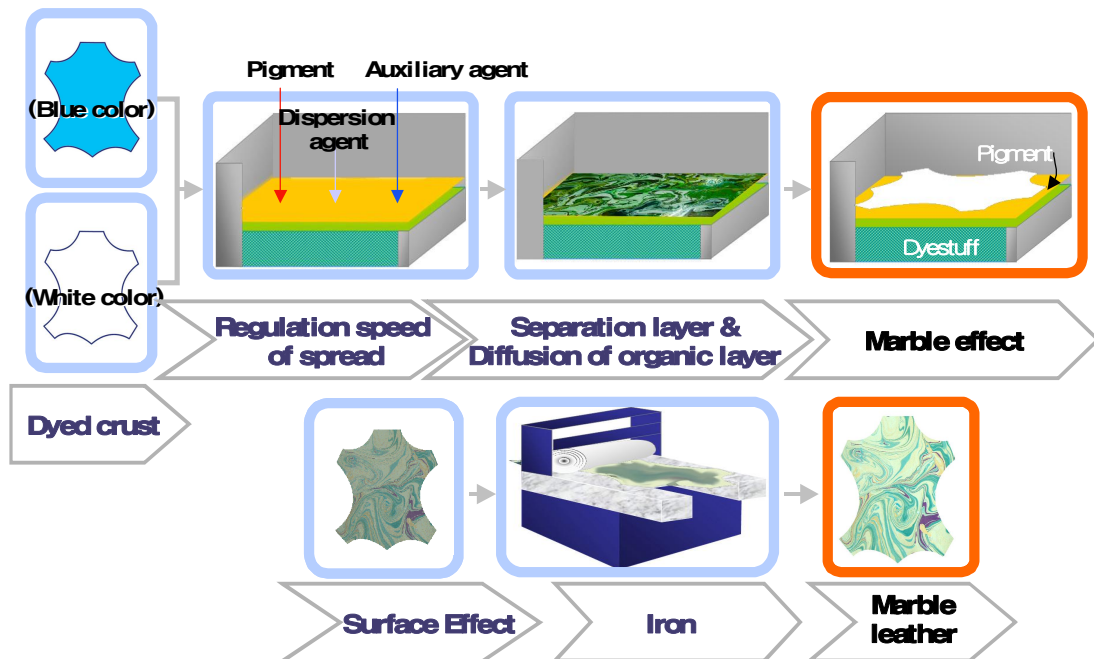 (Blue color)
(White color)
Dyed crust
Pigment
Auxiliary agent
Dispersion
agent
Pigment
Dyestuff
Regulation speed
of spread
Separation layer &
Diffusion of organic layer
Marble effect
Surface Effect
Iron
Marble
leather